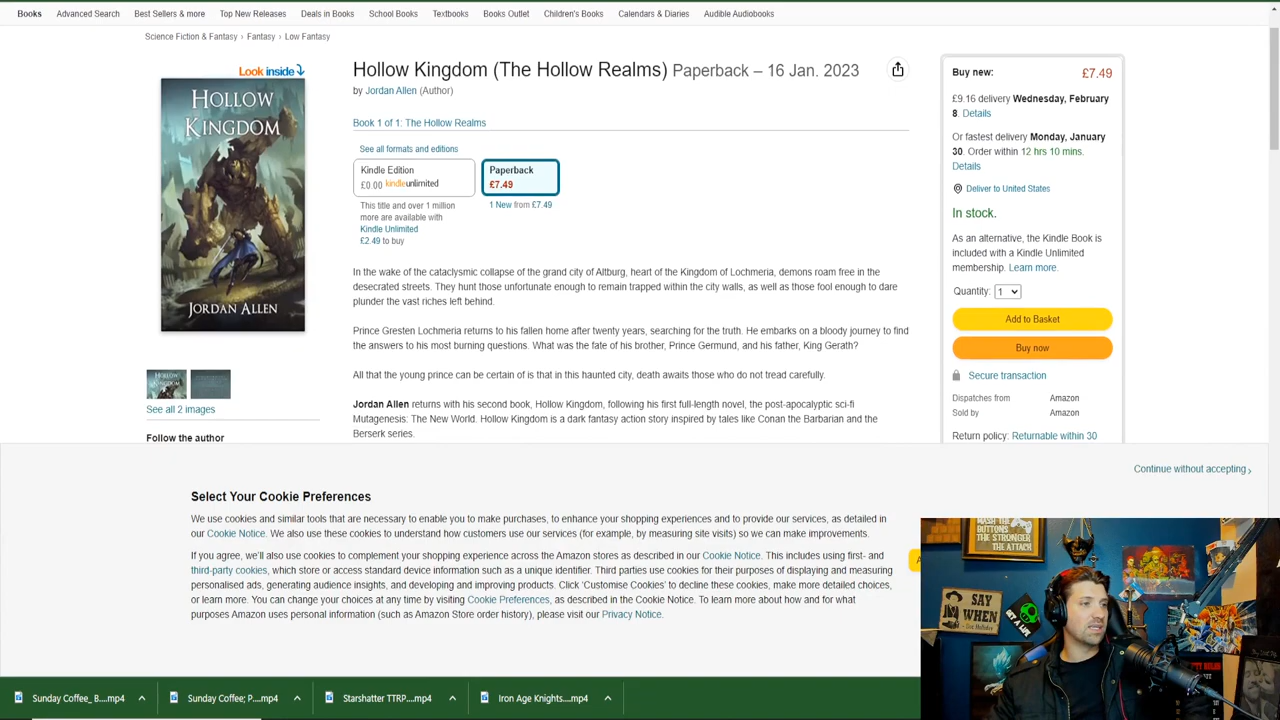 Books Advanced Search Best Sellers & more Top New Releases Deals in Books School Books Textbooks Books Outlet Children's Books Calendars & Diaries Audible Audiobooks
Science Fiction & Fantasy › Fantasy › Low Fantasy
Look inside
HOLLOW
KINGDOM
JORDAN ALLEN
HOLLOW
KINGDOM
See all 2 images
Follow the author
Hollow Kingdom (The Hollow Realms) Paperback – 16 Jan. 2023
by Jordan Allen (Author)
Book 1 of 1: The Hollow Realms
See all formats and editions
Kindle Edition
£0.00 kindleunlimited
This title and over 1 million
more are available with
Kindle Unlimited
£2.49 to buy
Paperback
£7.49
1 New from £7.49
In the wake of the cataclysmic collapse of the grand city of Altburg, heart of the Kingdom of Lochmeria, demons roam free in the
desecrated streets. They hunt those unfortunate enough to remain trapped within the city walls, as well as those fool enough to dare
plunder the vast riches left behind.
Prince Gresten Lochmeria returns to his fallen home after twenty years, searching for the truth. He embarks on a bloody journey to find
the answers to his most burning questions. What was the fate of his brother, Prince Germund, and his father, King Gerath?
All that the young prince can be certain of is that in this haunted city, death awaits those who do not tread carefully.
Jordan Allen returns with his second book, Hollow Kingdom, following his first full-length novel, the post-apocalyptic sci-fi
Mutagenesis: The New World. Hollow Kingdom is a dark fantasy action story inspired by tales like Conan the Barbarian and the
Berserk series.
Buy new: £7.49
£9.16 delivery Wednesday, February
8. Details
Or fastest delivery Monday, January
30. Order within 12 hrs 10 mins.
Details
Deliver to United States
In stock.
As an alternative, the Kindle Book is
included with a Kindle Unlimited
membership. Learn more.
Quantity: 1
Add to Basket
Buy now
Secure transaction
Dispatches from Amazon
Sold by Amazon
Return policy: Returnable within 30
Continue without accepting ›
Select Your Cookie Preferences
We use cookies and similar tools that are necessary to enable you to make purchases, to enhance your shopping experiences and to provide our services, as detailed in
our Cookie Notice. We also use these cookies to understand how customers use our services (for example, by measuring site visits) so we can make improvements.
If you agree, we'll also use cookies to complement your shopping experience across the Amazon stores as described in our Cookie Notice. This includes using first- and
third-party cookies, which store or access standard device information such as a unique identifier. Third parties use cookies for their purposes of displaying and measuring
personalised ads, generating audience insights, and developing and improving products. Click 'Customise Cookies' to decline these cookies, make more detailed choices,
or learn more. You can change your choices at any time by visiting Cookie Preferences, as described in the Cookie Notice. To learn more about how and for what
purposes Amazon uses personal information (such as Amazon Store order history), please visit our Privacy Notice.
MASH THE
BUTTONS
THE STRONGER
THE ATTACK
SAY
WHEN
GET A LIFE
Sunday Coffee_ B....mp4
Sunday Coffee; P....mp4
Starshatter TTRP....mp4
Iron Age Knights....mp4